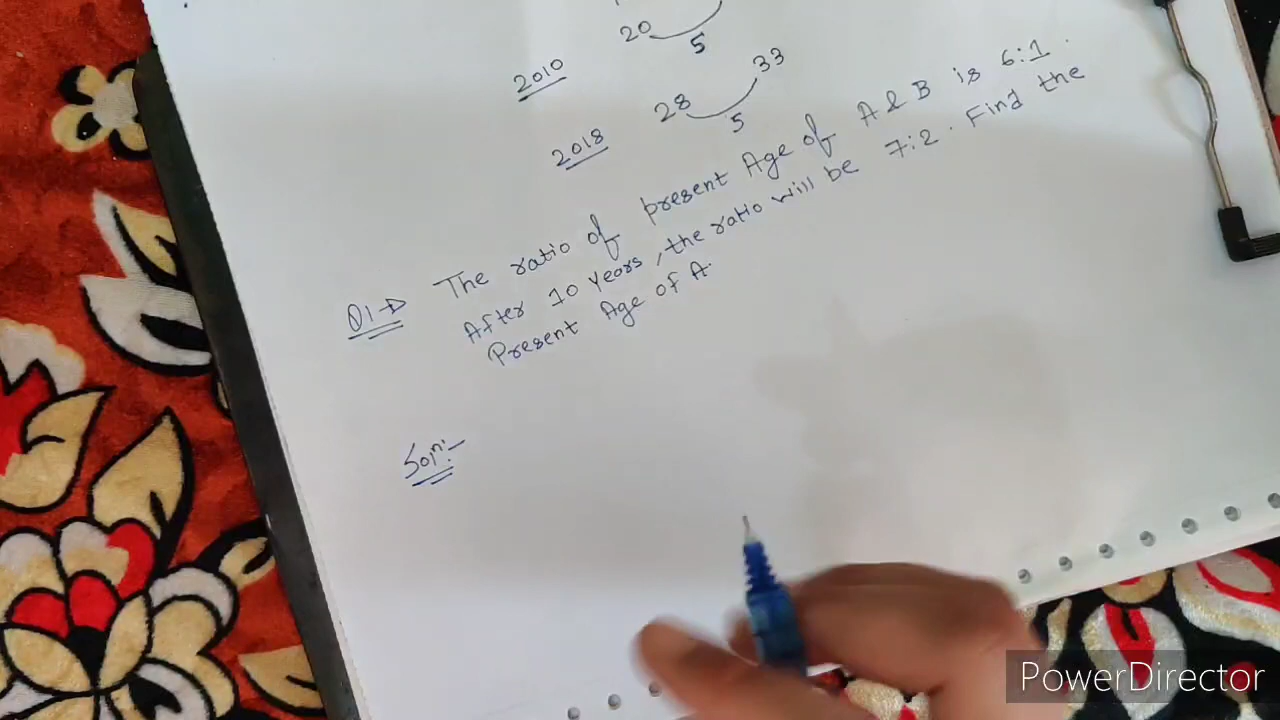 20 5
2010
28 5 33
2018
Q1→ The ratio of present Age of A & B is 6:1.
After 10 Years, the ratio will be 7:2. Find the
Present Age of A.
Solⁿ:-
PowerDirector